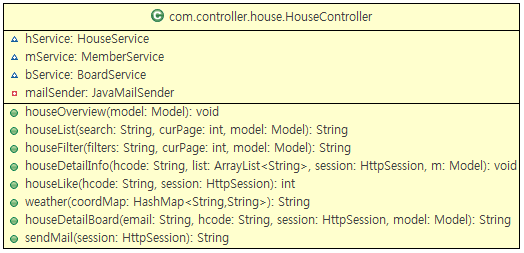 C com.controller.house.HouseController
hService: HouseService
mService: MemberService
bService: BoardService
mailSender: JavaMailSender
houseOverview(model: Model): void
houseList(search: String, curPage: int, model: Model): String
houseFilter(filters: String, curPage: int, model: Model): String
houseDetailInfo(hcode: String, list: ArrayList<String>, session: HttpSession, m: Model): void
houseLike(hcode: String, session: HttpSession): int
weather(coordMap: HashMap<String,String>): String
houseDetailBoard(email: String, hcode: String, session: HttpSession, model: Model): String
sendMail(session: HttpSession): String